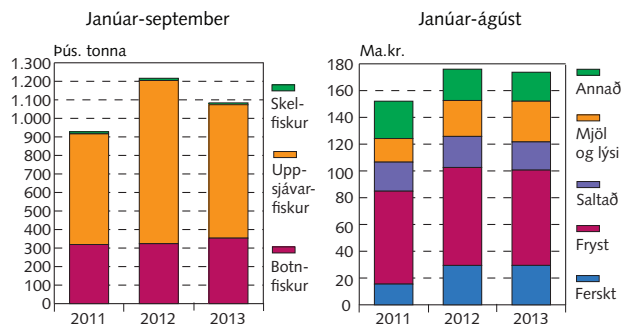 Janúar-september
Þús. tonna
1.300
1.200
1.100
1.000
900
800
700
600
500
400
300
200
100
0
2011 2012 2013
Skel-
fiskur
Upp-
sjávar-
fiskur
Botn-
fiskur
Janúar-ágúst
Ma.kr.
180
160
140
120
100
80
60
40
20
0
2011 2012 2013
Annað
Mjöl
og lýsi
Saltað
Fryst
Ferskt